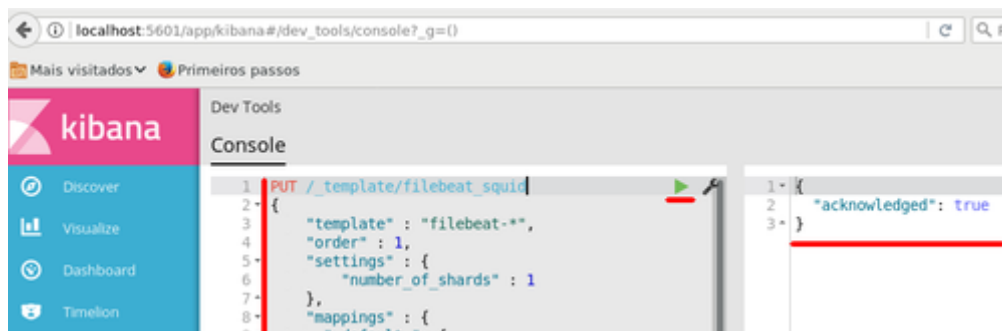 localhost:5601/app/kibana#/dev_tools/console?_g=()
Mais visitados
Primeiros passos
kibana
Discover
Visualize
Dashboard
Timelion
Dev Tools
Console
1 PUT /_template/filebeat_squid
2 {
3 "template" : "filebeat-*",
4 "order" : 1,
5 "settings" : {
6 "number_of_shards" : 1
7 },
8 "mappings" : {
1 {
2 "acknowledged": true
3 }